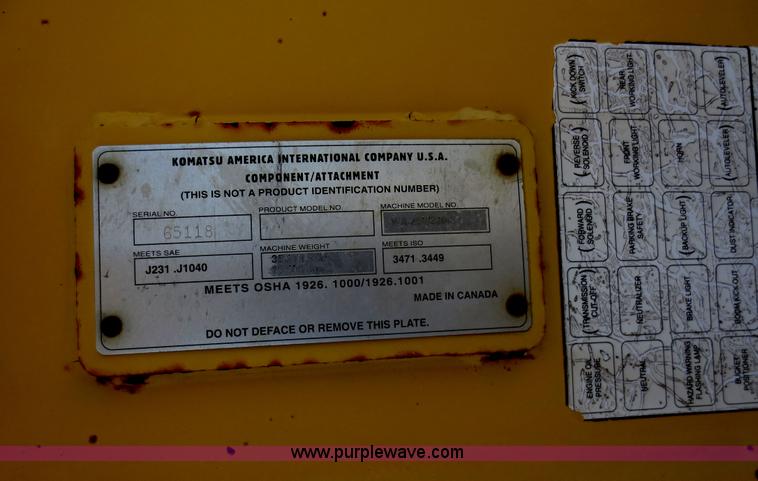 KOMATSU AMERICA INTERNATIONAL COMPANY U.S.A.
COMPONENT/ATTACHMENT
(THIS IS NOT A PRODUCT IDENTIFICATION NUMBER)
SERIAL NO.
PRODUCT MODEL NO.
MACHINE MODEL NO.
65118
MEETS SAE
MACHINE WEIGHT
MEETS ISO
J231 .J1040
3471 .3449
MEETS OSHA 1926. 1000/1926.1001
MADE IN CANADA
DO NOT DEFACE OR REMOVE THIS PLATE.
(KICK DOWN SWITCH)
REAR WORKING LIGHT
(AUTOLEVELER)
(REVERSE SOLENOID)
FRONT WORKING LIGHT
HORN
(AUTOLEVELER)
(FORWARD SOLENOID)
PARKING BRAKE SAFETY
(BACKUP LIGHT)
DUST INDICATOR
(TRANSMISSION CUT-OFF)
NEUTRALIZER
BRAKE LIGHT
BOOM KICK OUT
ENGINE OIL PRESSURE
NEUTRAL
HAZARD WARNING FLASHING LAMP
BUCKET POSITIONER
www.purplewave.com